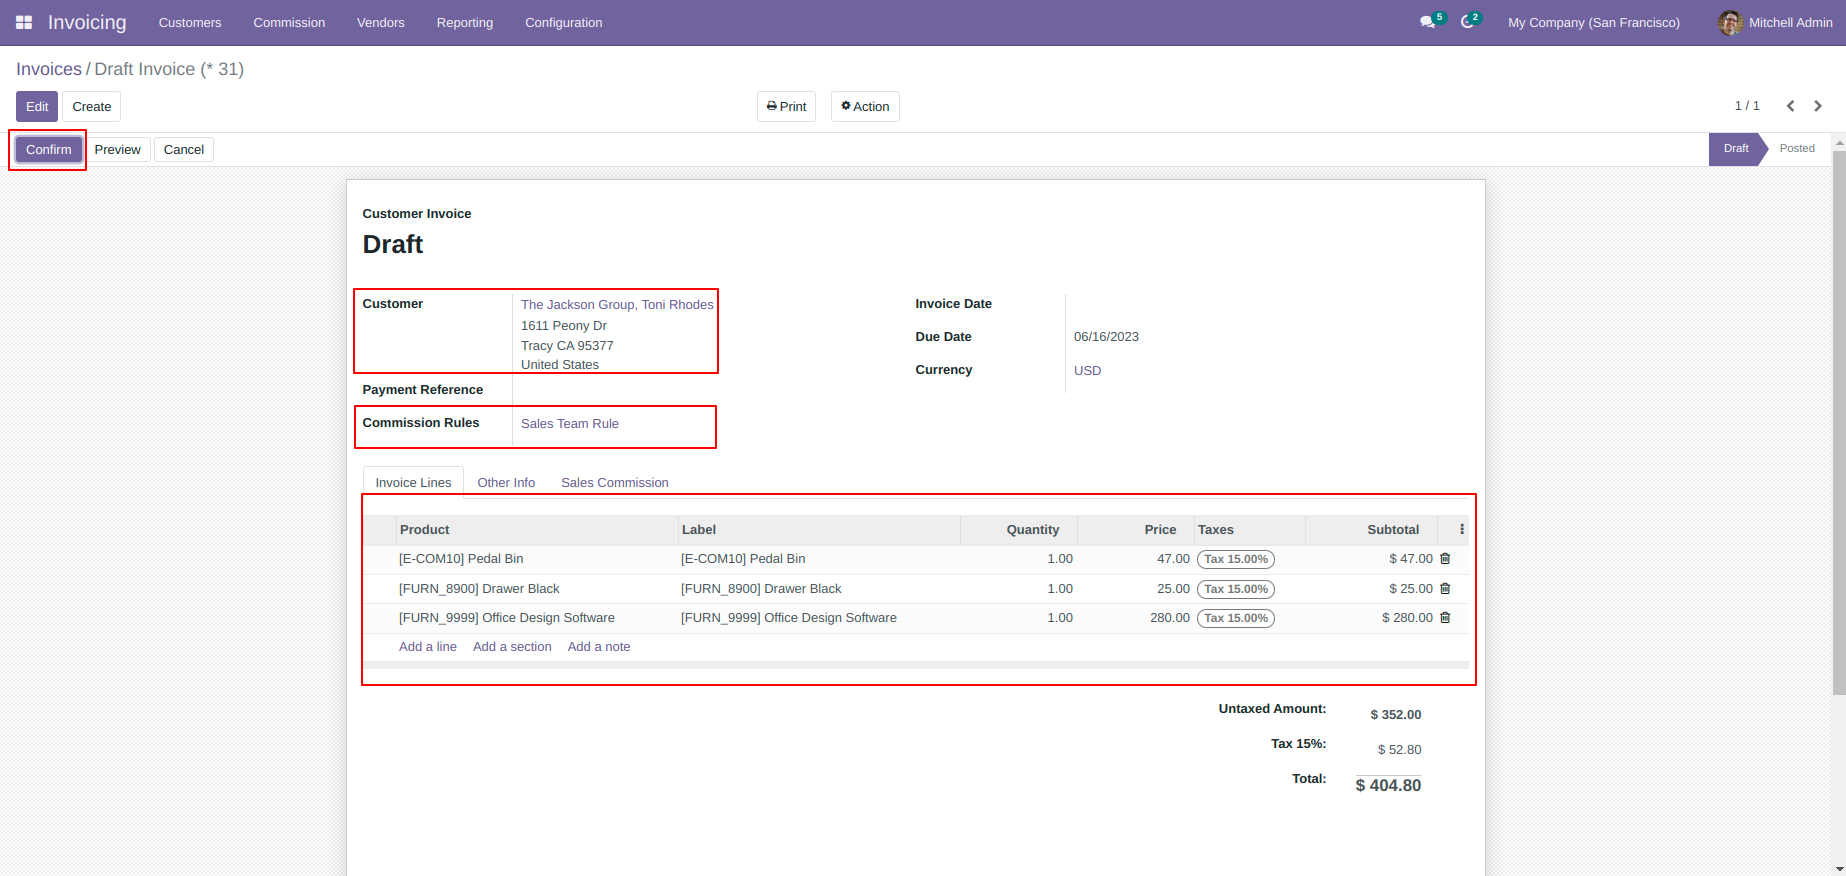 Invoicing Customers Commission Vendors Reporting Configuration 5 2 My Company (San Francisco) Mitchell Admin
Invoices / Draft Invoice (* 31)
Edit Create Print Action 1 / 1
Confirm Preview Cancel Draft Posted
Customer Invoice
Draft
Customer The Jackson Group, Toni Rhodes Invoice Date
1611 Peony Dr
Due Date 06/16/2023
Tracy CA 95377
United States
Currency USD
Payment Reference
Commission Rules Sales Team Rule
Invoice Lines Other Info Sales Commission
Product Label Quantity Price Taxes Subtotal
[E-COM10] Pedal Bin [E-COM10] Pedal Bin 1.00 47.00 Tax 15.00% $ 47.00
[FURN_8900] Drawer Black [FURN_8900] Drawer Black 1.00 25.00 Tax 15.00% $ 25.00
[FURN_9999] Office Design Software [FURN_9999] Office Design Software 1.00 280.00 Tax 15.00% $ 280.00
Add a line Add a section Add a note
Untaxed Amount: $ 352.00
Tax 15%: $ 52.80
Total: $ 404.80